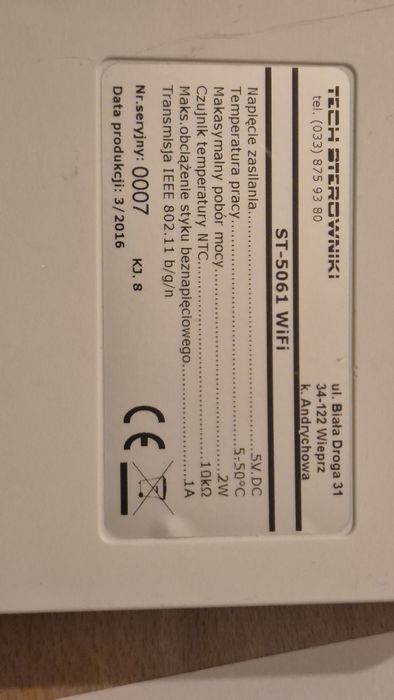 TECH STEROWNIKI
tel. (033) 875 93 80
ul. Biała Droga 31
34-122 Wieprz
k. Andrychowa
ST-5061 WiFi
Napięcie zasilania....................5V DC
Temperatura pracy....................5-50°C
Makasymalny pobór mocy....................2W
Czujnik temperatury NTC....................10kΩ
Maks.obciążenie styku beznapięciowego....................1A
Transmisja IEEE 802.11 b/g/n
Nr.seryjny: 0007 KJ. 8
Data produkcji: 3/2016
CE